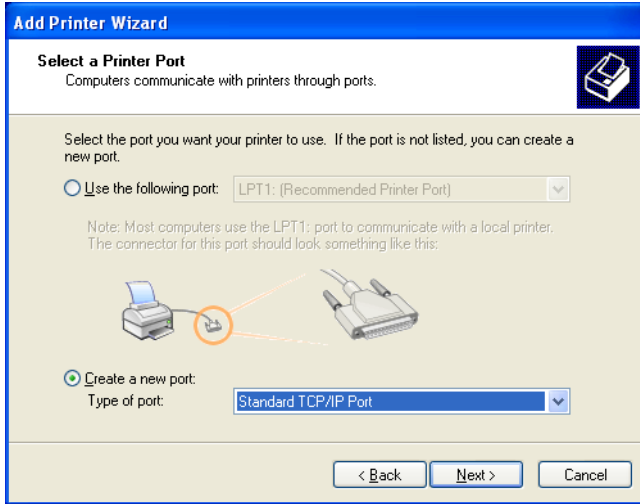 Add Printer Wizard
Select a Printer Port
Computers communicate with printers through ports.
Select the port you want your printer to use. If the port is not listed, you can create a
new port.
Use the following port: LPT1: (Recommended Printer Port)
Note: Most computers use the LPT1: port to communicate with a local printer.
The connector for this port should look something like this:
Create a new port:
Type of port: Standard TCP/IP Port
< Back Next > Cancel